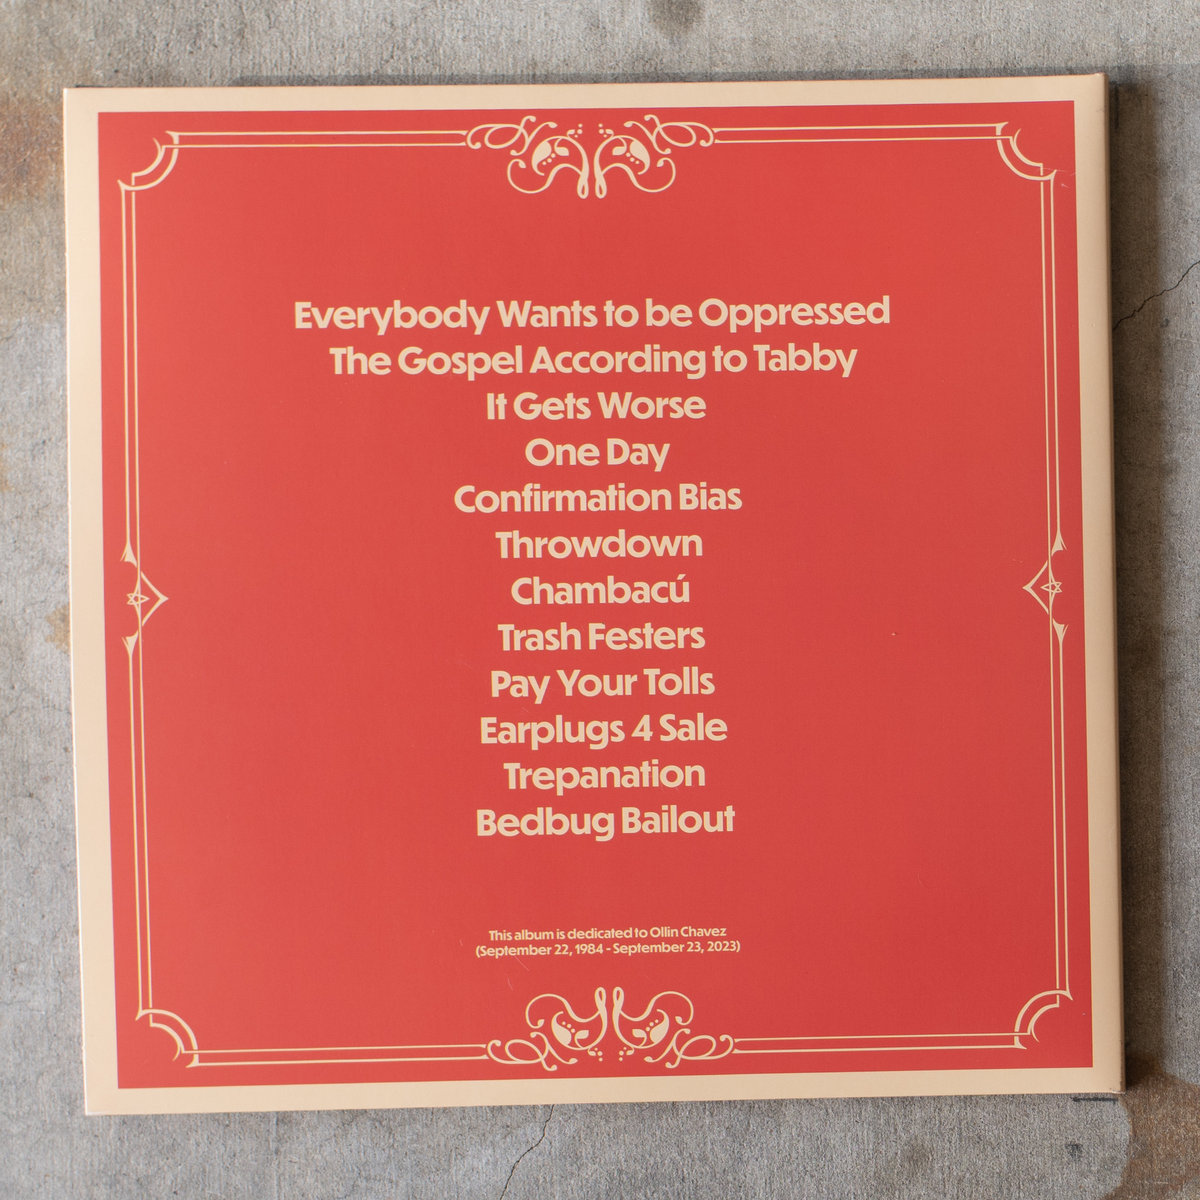 Everybody Wants to be Oppressed
The Gospel According to Tabby
It Gets Worse
One Day
Confirmation Bias
Throwdown
Chambacú
Trash Festers
Pay Your Tolls
Earplugs 4 Sale
Trepanation
Bedbug Bailout
This album is dedicated to Ollin Chavez
(September 22, 1984 - September 23, 2023)